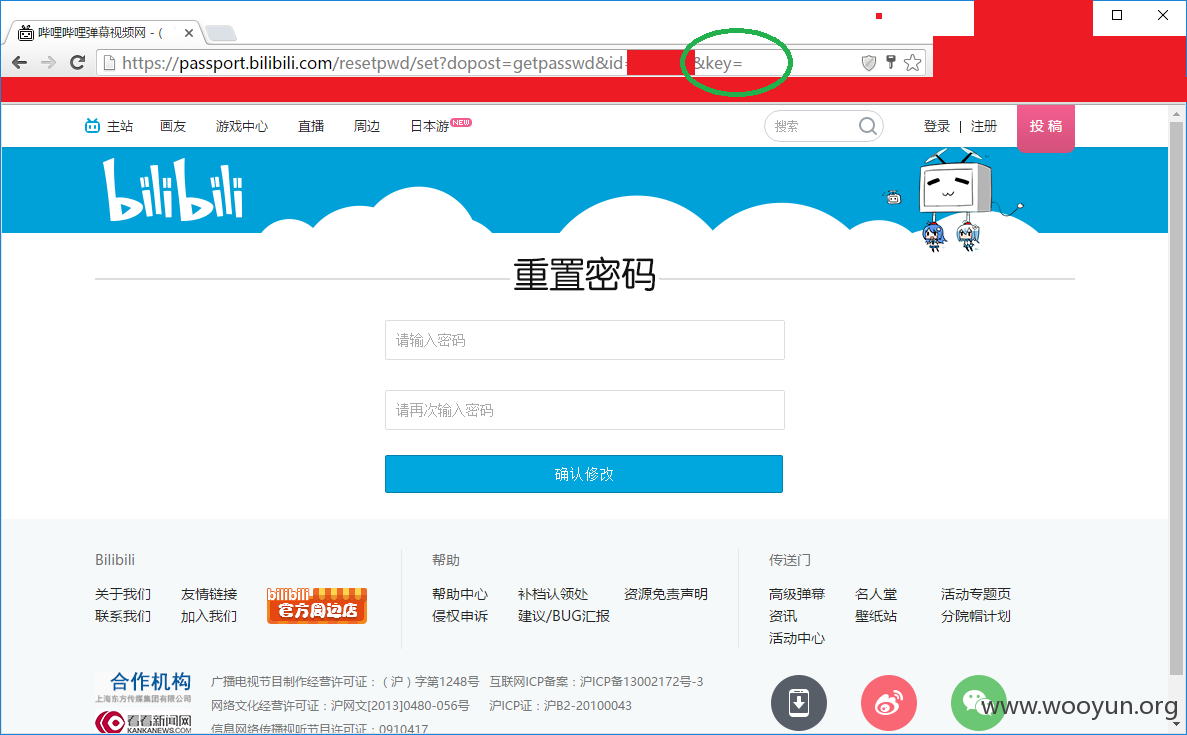 哔哩哔哩弹幕视频网 - (
https://passport.bilibili.com/resetpwd/set?dopost=getpasswd&id= &key=
主站 画友 游戏中心 直播 周边 日本游 NEW 搜索 登录 | 注册 投稿
bilibili
重置密码
请输入密码
请再次输入密码
确认修改
Bilibili
关于我们 友情链接
联系我们 加入我们
bilibili
官方周边店
帮助
帮助中心 补档认领处 资源免责声明
侵权申诉 建议/BUG汇报
传送门
高级弹幕 名人堂 活动专题页
资讯 壁纸站 分院帽计划
活动中心
合作机构
上海东方传媒集团有限公司
看看新闻网
KANKANEWS.COM
广播电视节目制作经营许可证：（沪）字第1248号 互联网ICP备案：沪ICP备13002172号-3
网络文化经营许可证：沪网文[2013]0480-056号 沪ICP证：沪B2-20100043
信息网络传播视听节目许可证：0910417
www.wooyun.org